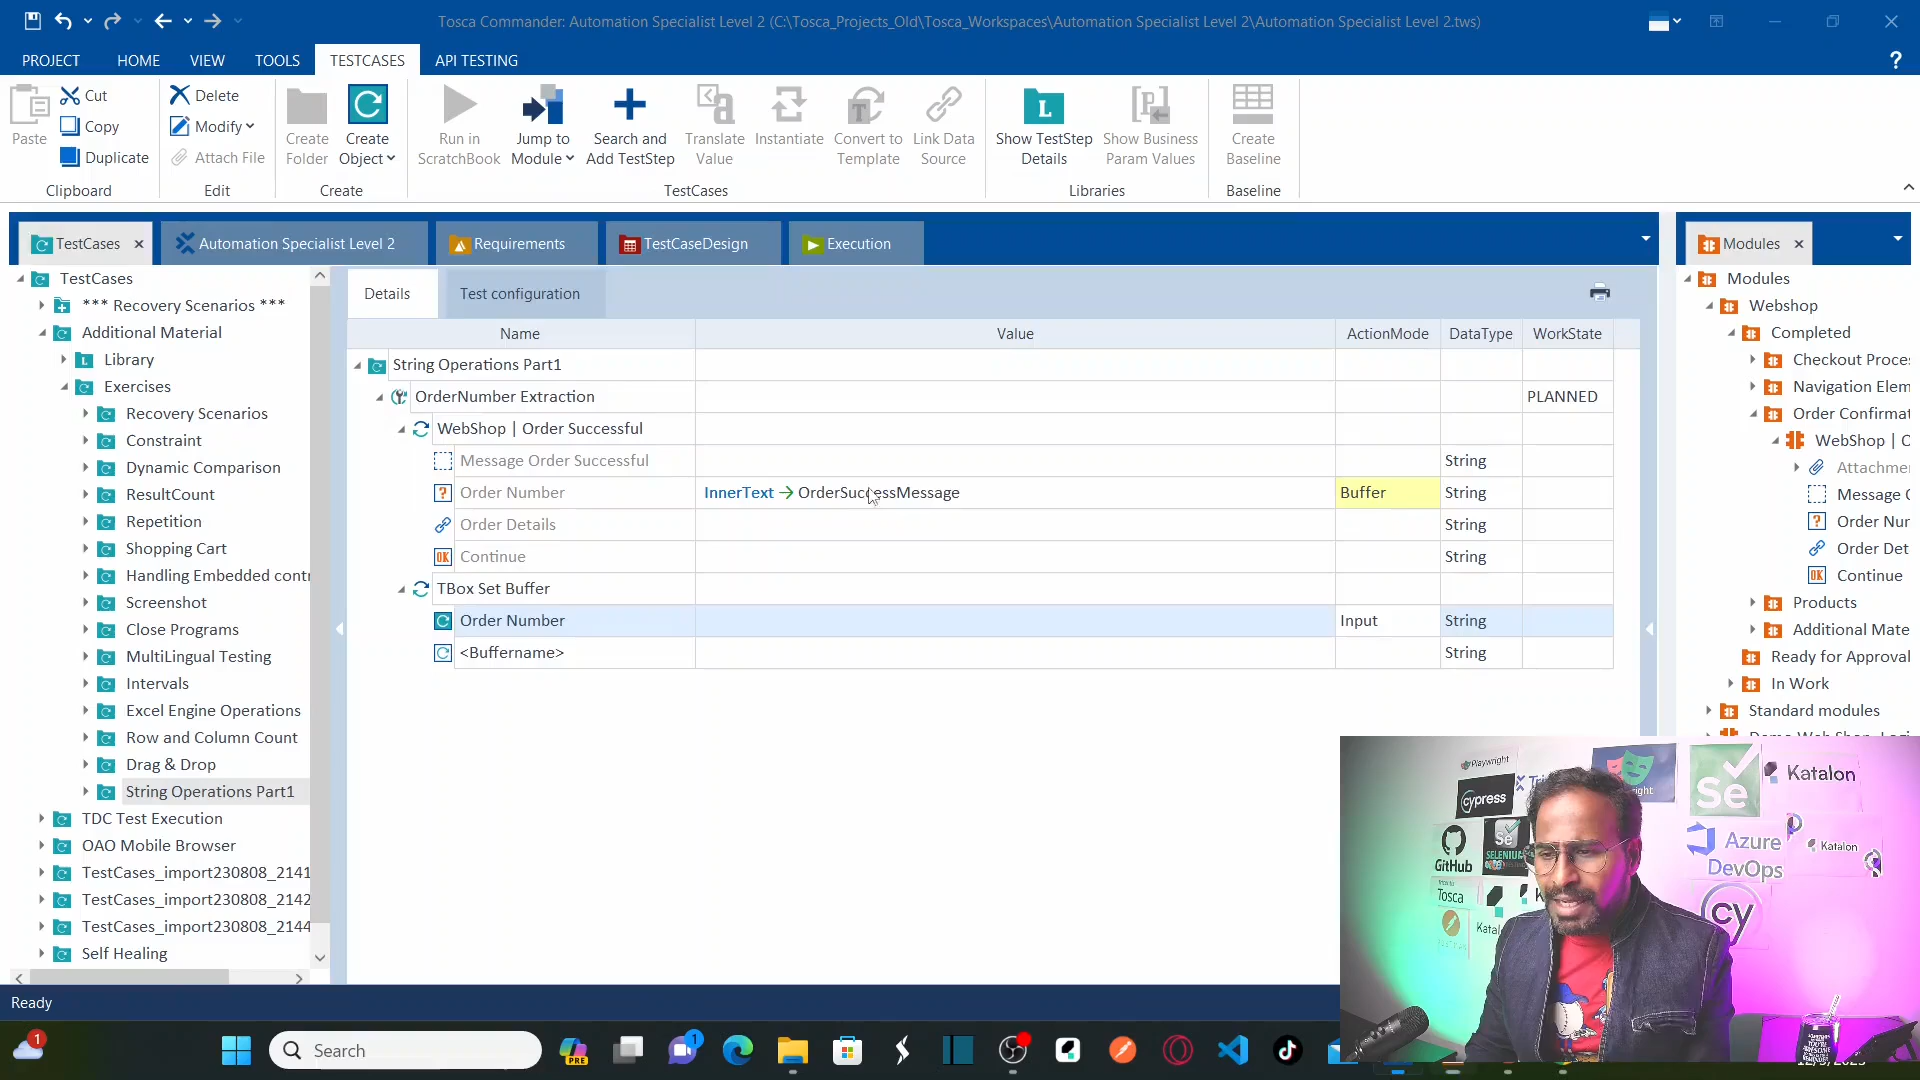 Tosca Commander: Automation Specialist Level 2 (C:\Tosca_Projects_Old\Tosca_Workspaces\Automation Specialist Level 2\Automation Specialist Level 2.tws)
PROJECT HOME VIEW TOOLS TESTCASES API TESTING ?
Paste
Cut
Copy
Duplicate
Clipboard
Delete
Modify
Attach File
Edit
Create Folder
Create Object
Create
Run in ScratchBook
Jump to Module
Search and Add TestStep
Translate Value
Instantiate
Convert to Template
Link Data Source
TestCases
Show TestStep Details
Show Business Param Values
Libraries
Create Baseline
Baseline
TestCases Automation Specialist Level 2 Requirements TestCaseDesign Execution
TestCases
*** Recovery Scenarios ***
Additional Material
Library
Exercises
Recovery Scenarios
Constraint
Dynamic Comparison
ResultCount
Repetition
Shopping Cart
Handling Embedded contr
Screenshot
Close Programs
MultiLingual Testing
Intervals
Excel Engine Operations
Row and Column Count
Drag & Drop
String Operations Part1
TDC Test Execution
OAO Mobile Browser
TestCases_import230808_2141
TestCases_import230808_2142
TestCases_import230808_2144
Self Healing
Details Test configuration
Name Value ActionMode DataType WorkState
String Operations Part1
OrderNumber Extraction PLANNED
WebShop | Order Successful
Message Order Successful String
Order Number InnerText → OrderSuccessMessage Buffer String
Order Details String
Continue String
TBox Set Buffer
Order Number Input String
<Buffername> String
Modules
Modules
Webshop
Completed
Checkout Proce
Navigation Elem
Order Confirmat
WebShop | O
Attachme
Message O
Order Nur
Order Det
Continue
Products
Additional Mate
Ready for Approval
In Work
Standard modules
Playwright
cypress
GitHub
Se
SELENIUM
Tosca
Se
Katalon
Azure DevOps
Katalon
cy
Ready
1
Search
PRE
1